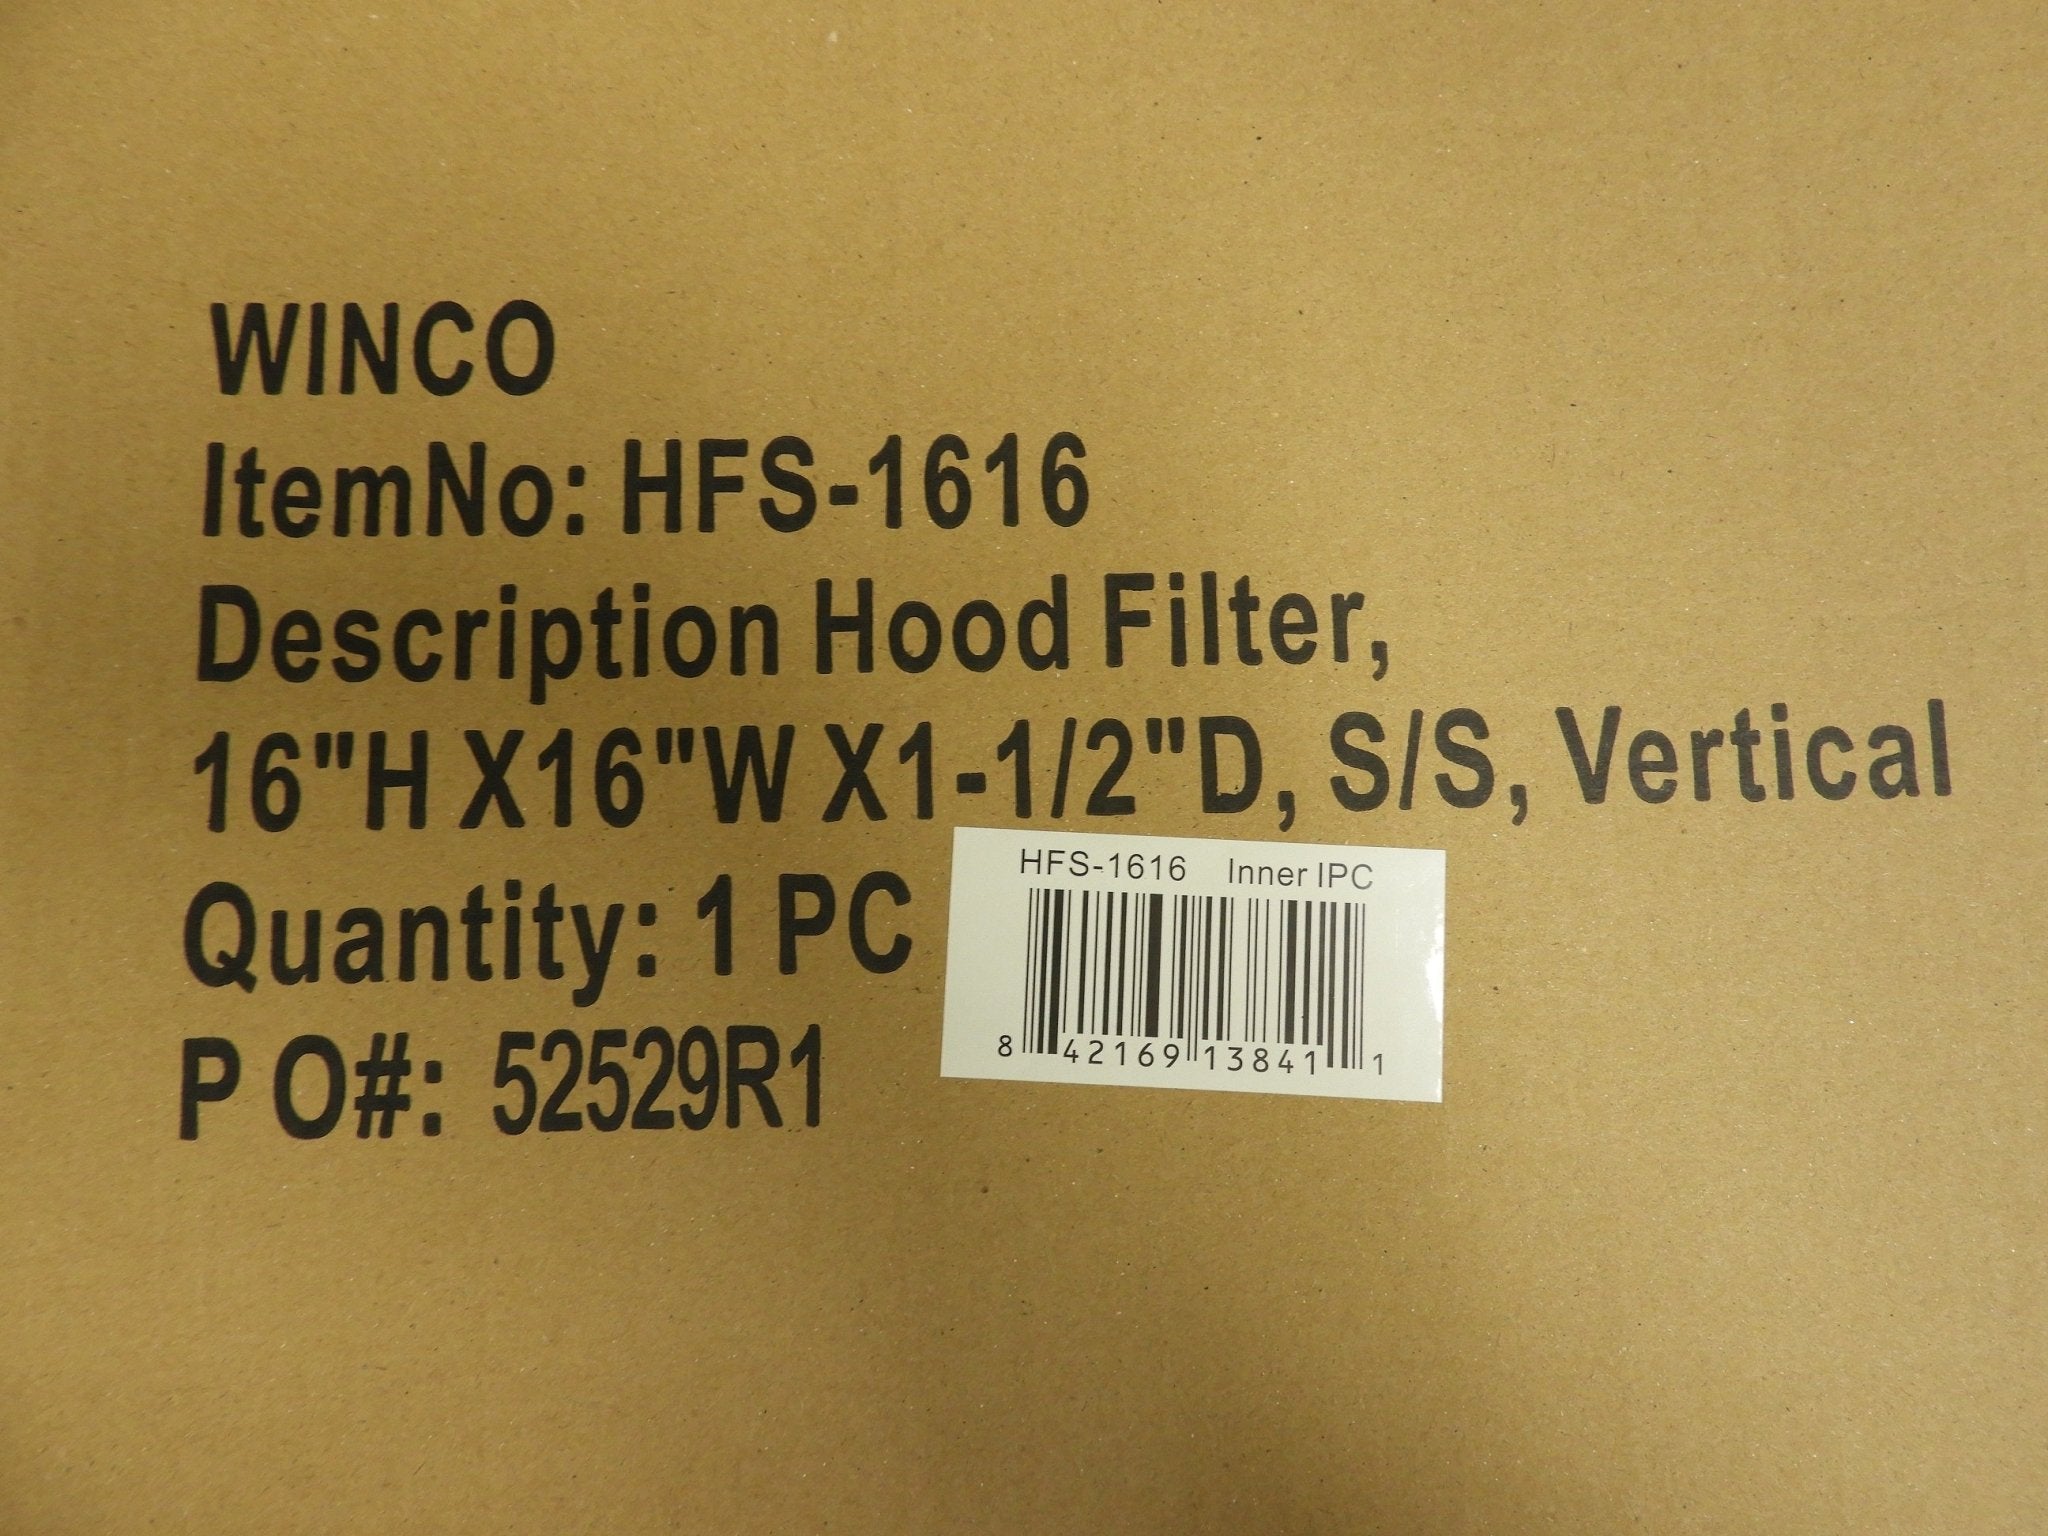 WINCO
ItemNo: HFS-1616
Description Hood Filter,
16"H X16"W X1-1/2"D, S/S, Vertical
Quantity: 1 PC
P O#: 52529R1
HFS-1616 Inner IPC
8 42169 13841 1